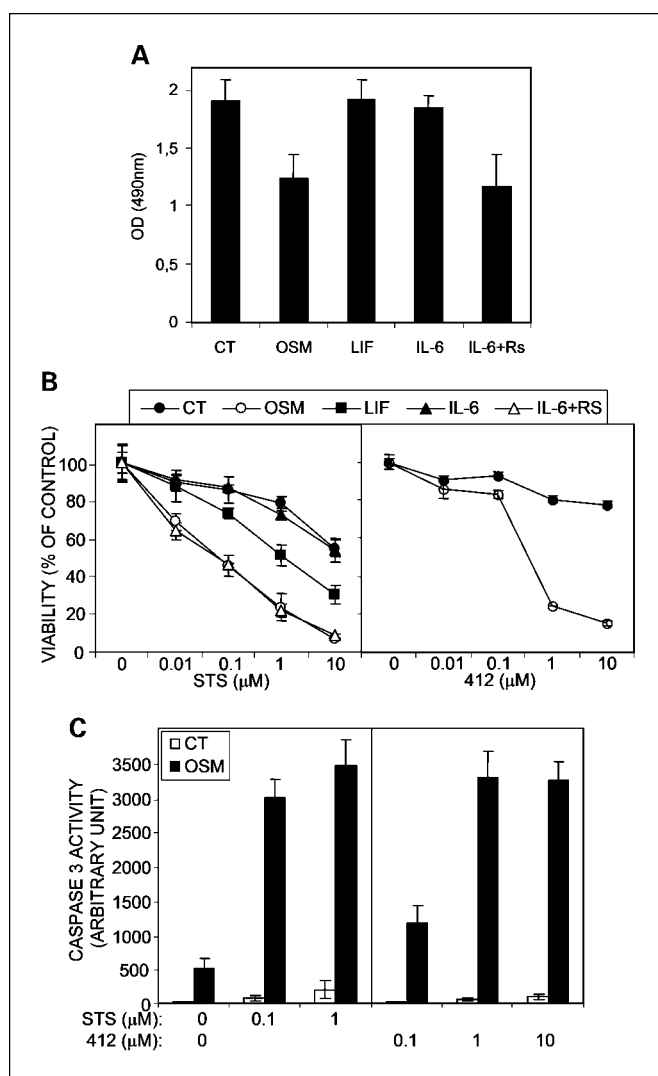 A
OD (490nm)
2
1,5
1
0,5
0
CT OSM LIF IL-6 IL-6+Rs
B
CT OSM LIF IL-6 IL-6+RS
VIABILITY (% OF CONTROL)
100
80
60
40
20
0
0 0.01 0.1 1 10 0 0.01 0.1 1 10
STS (μM) 412 (μM)
C
CT
OSM
CASPASE 3 ACTIVITY
(ARBITRARY UNIT)
3500
3000
2500
2000
1500
1000
500
0
STS (μM): 0 0.1 1
412 (μM): 0 0.1 1 10